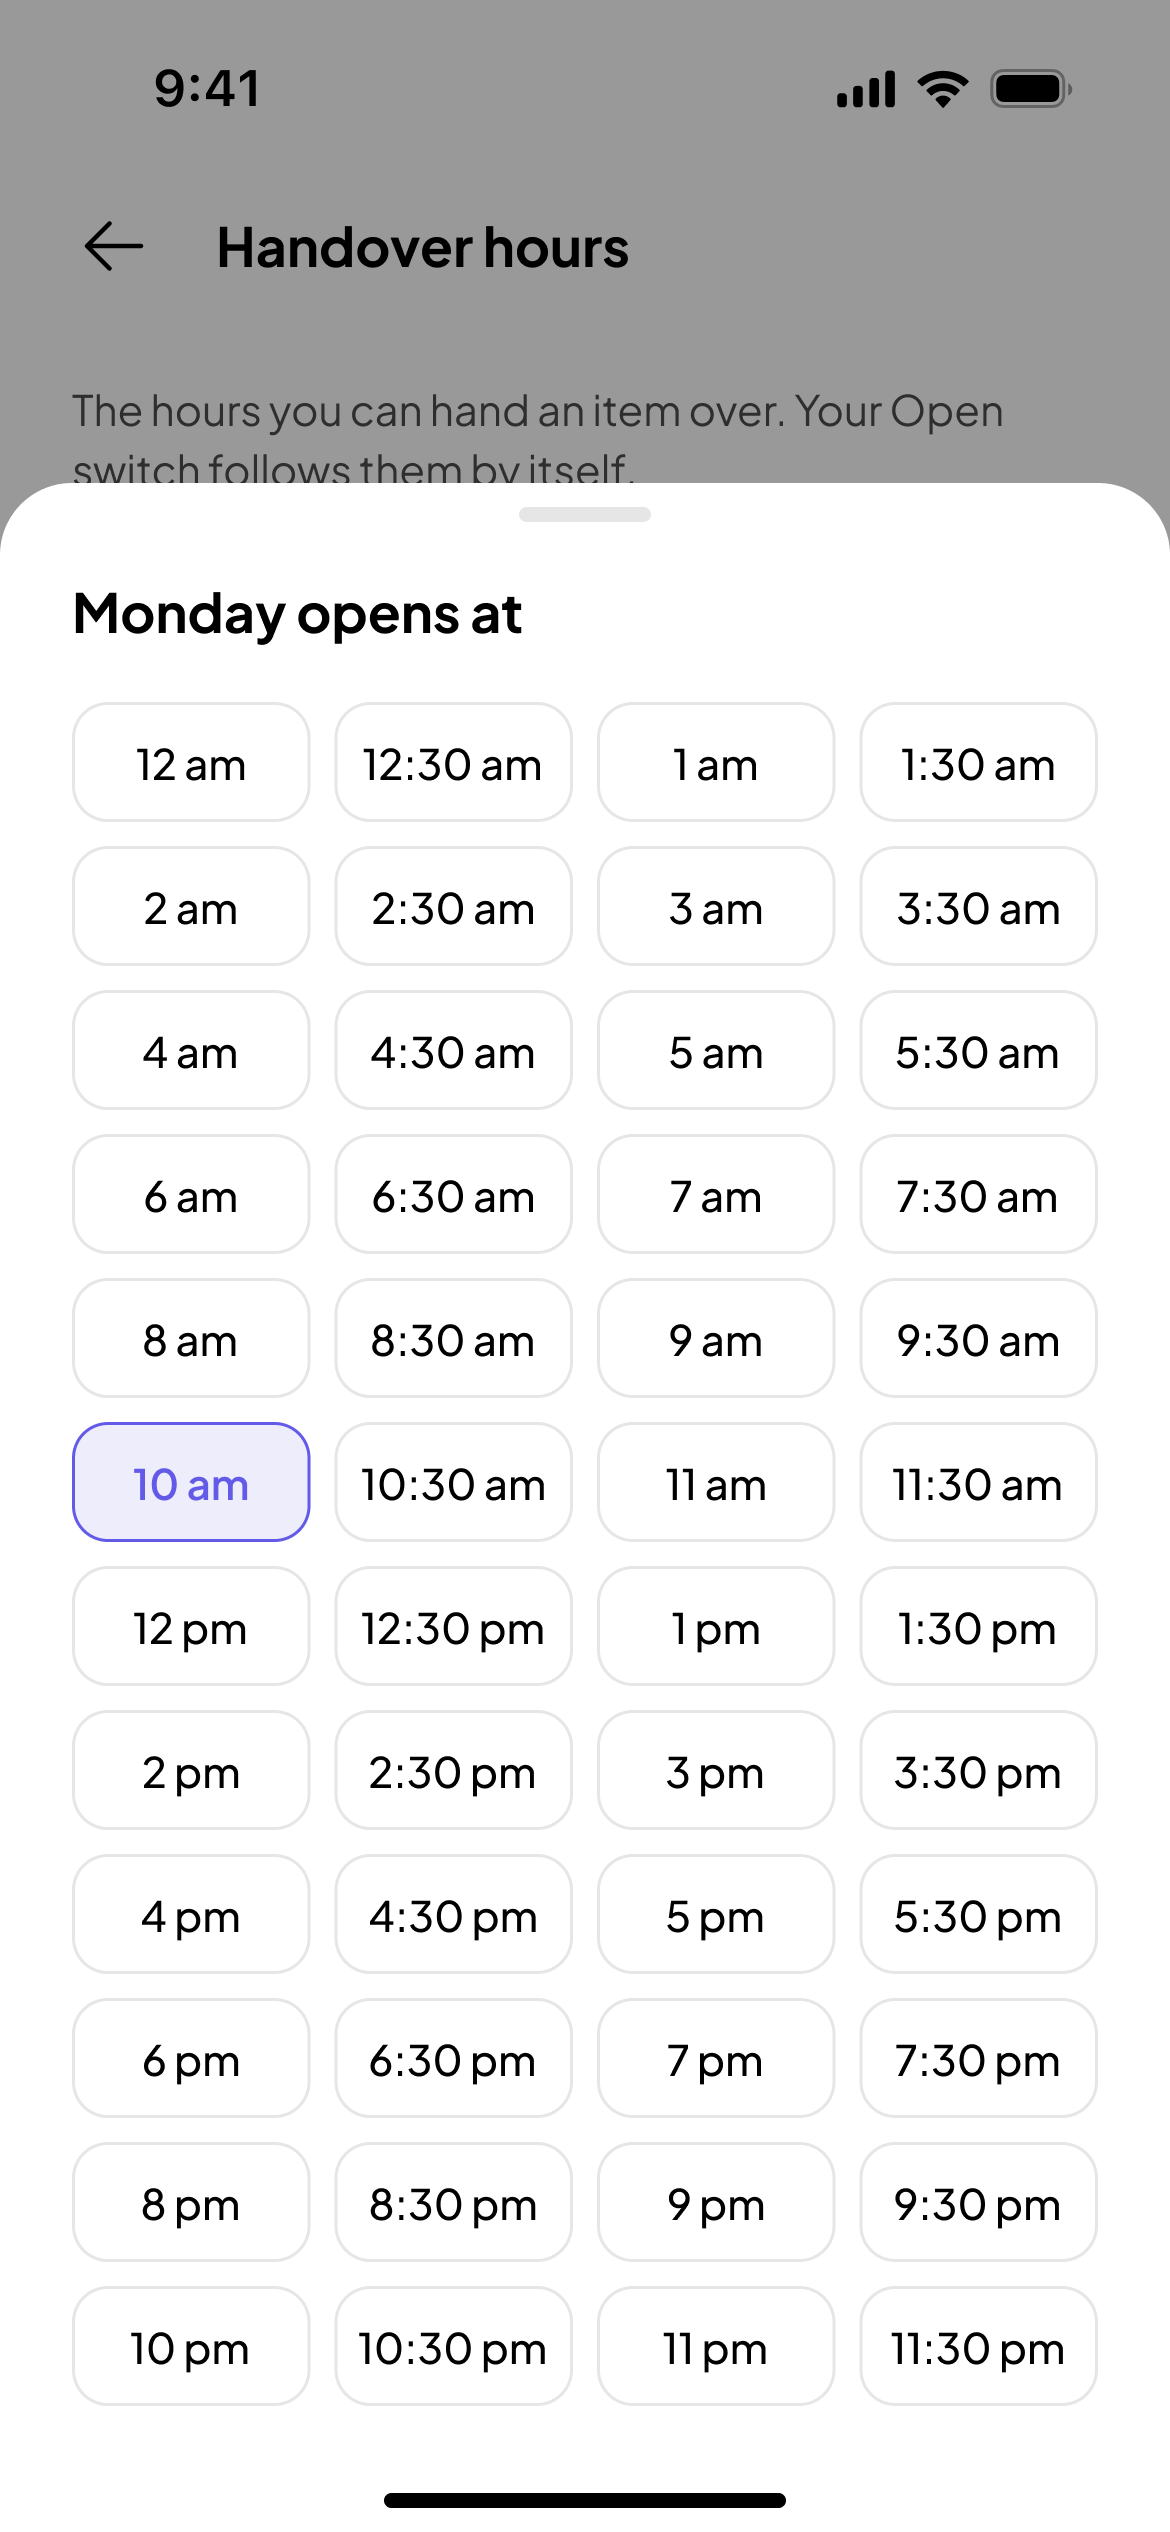 9:41
Handover hours
The hours you can hand an item over. Your Open
switch follows them by itself.
Monday opens at
12 am 12:30 am 1 am 1:30 am
2 am 2:30 am 3 am 3:30 am
4 am 4:30 am 5 am 5:30 am
6 am 6:30 am 7 am 7:30 am
8 am 8:30 am 9 am 9:30 am
10 am 10:30 am 11 am 11:30 am
12 pm 12:30 pm 1 pm 1:30 pm
2 pm 2:30 pm 3 pm 3:30 pm
4 pm 4:30 pm 5 pm 5:30 pm
6 pm 6:30 pm 7 pm 7:30 pm
8 pm 8:30 pm 9 pm 9:30 pm
10 pm 10:30 pm 11 pm 11:30 pm